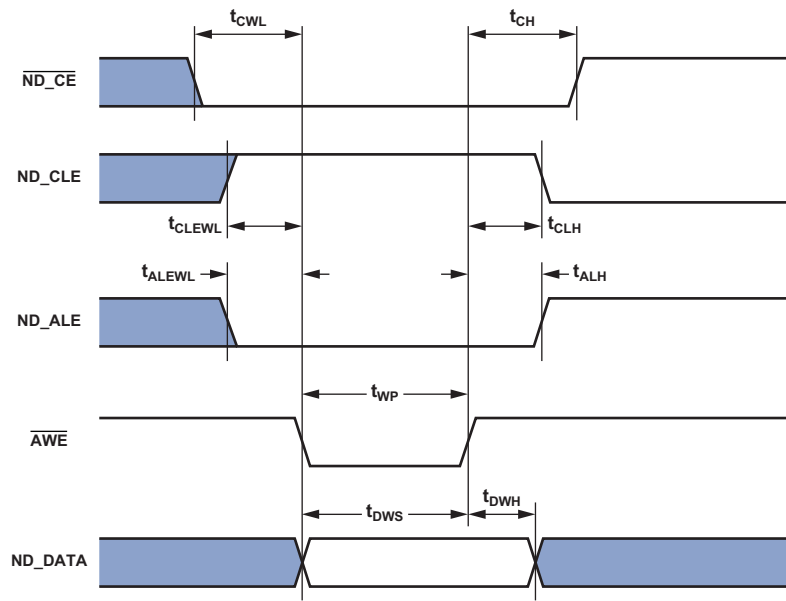 tCWL
tCH
ND_CE
ND_CLE
tCLEWL
tCLH
tALEWL
tALH
ND_ALE
tWP
AWE
tDWS
tDWH
ND_DATA